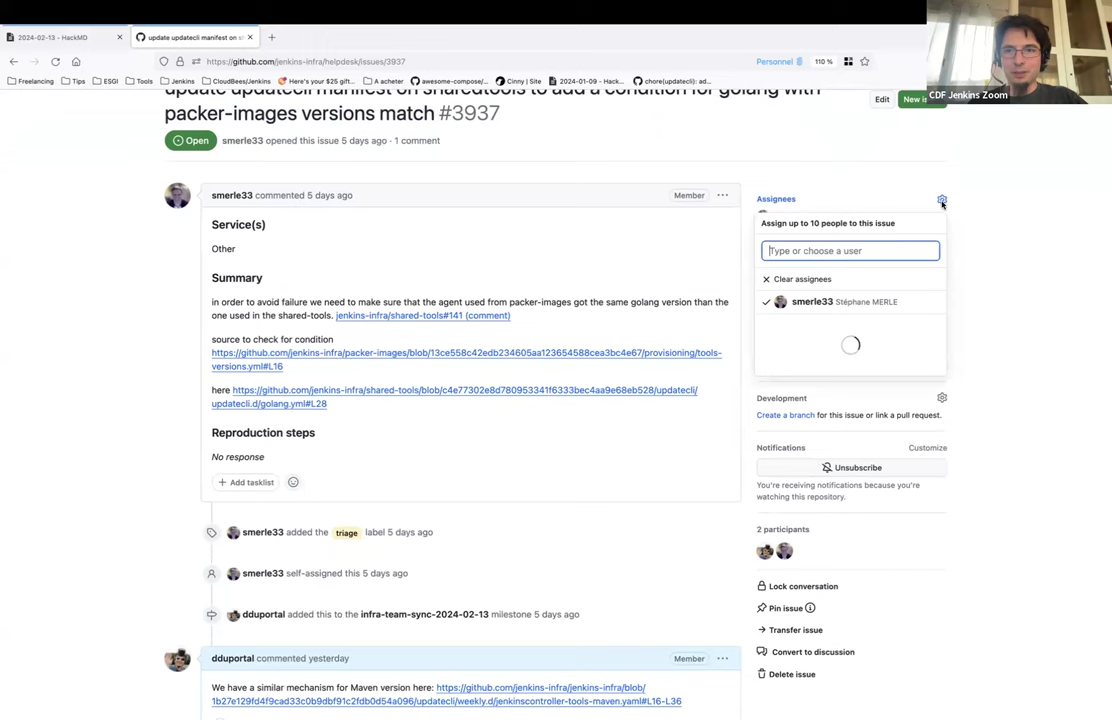 2024-02-13 - HackMD
update updatecli manifest on sh
https://github.com/jenkins-infra/helpdesk/issues/3937
Personnel
110 %
Freelancing
Tips
ESGI
Tools
Jenkins
CloudBees/Jenkins
Here's your $25 gift...
A acheter
awesome-compose/...
Cinny | Site
2024-01-09 - Hack...
chore(updatecli): ad...
CDF Jenkins Zoom
update updatecli manifest on sharedtools to add a condition for golang with
packer-images versions match #3937
Edit
New i
Open
smerle33 opened this issue 5 days ago · 1 comment
smerle33 commented 5 days ago
Member
Service(s)
Other
Summary
in order to avoid failure we need to make sure that the agent used from packer-images got the same golang version than the
one used in the shared-tools. jenkins-infra/shared-tools#141 (comment)
source to check for condition
https://github.com/jenkins-infra/packer-images/blob/13ce558c42edb234605aa123654588cea3bc4e67/provisioning/tools-
versions.yml#L16
here https://github.com/jenkins-infra/shared-tools/blob/c4e77302e8d780953341f6333bec4aa9e68eb528/updatecli/
updatecli.d/golang.yml#L28
Reproduction steps
No response
Add tasklist
smerle33 added the triage label 5 days ago
smerle33 self-assigned this 5 days ago
dduportal added this to the infra-team-sync-2024-02-13 milestone 5 days ago
dduportal commented yesterday
Member
We have a similar mechanism for Maven version here: https://github.com/jenkins-infra/jenkins-infra/blob/
1b27e129fd4f9cad33c0b9dbf91c2fdb0d54a096/updatecli/weekly.d/jenkinscontroller-tools-maven.yaml#L16-L36
Assignees
Assign up to 10 people to this issue
Type or choose a user
Clear assignees
smerle33 Stéphane MERLE
Development
Create a branch for this issue or link a pull request.
Notifications
Customize
Unsubscribe
You're receiving notifications because you're
watching this repository.
2 participants
Lock conversation
Pin issue
Transfer issue
Convert to discussion
Delete issue